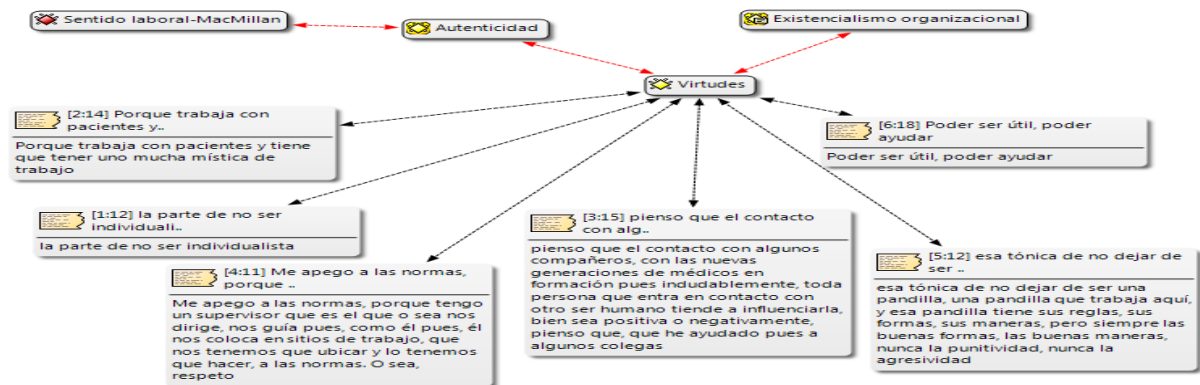 Sentido laboral-MacMillan
Autenticidad
Existencialismo organizacional
Virtudes
[2:14] Porque trabaja con
pacientes y..
Porque trabaja con pacientes y tiene
que tener uno mucha mística de
trabajo
[6:18] Poder ser útil, poder
ayudar
Poder ser útil, poder ayudar
[1:12] la parte de no ser
individuali..
la parte de no ser individualista
[3:15] pienso que el contacto
con alg..
pienso que el contacto con algunos
compañeros, con las nuevas
generaciones de médicos en
formación pues indudablemente, toda
persona que entra en contacto con
otro ser humano tiende a influenciarla,
bien sea positiva o negativamente,
pienso que, que he ayudado pues a
algunos colegas
[5:12] esa tónica de no dejar de
ser ..
esa tónica de no dejar de ser una
pandilla, una pandilla que trabaja aquí,
y esa pandilla tiene sus reglas, sus
formas, sus maneras, pero siempre las
buenas formas, las buenas maneras,
nunca la punitividad, nunca la
agresividad
[4:11] Me apego a las normas,
porque ..
Me apego a las normas, porque tengo
un supervisor que es el que o sea nos
dirige, nos guía pues, como él pues, él
nos coloca en sitios de trabajo, que
nos tenemos que ubicar y lo tenemos
que hacer, a las normas. O sea,
respeto